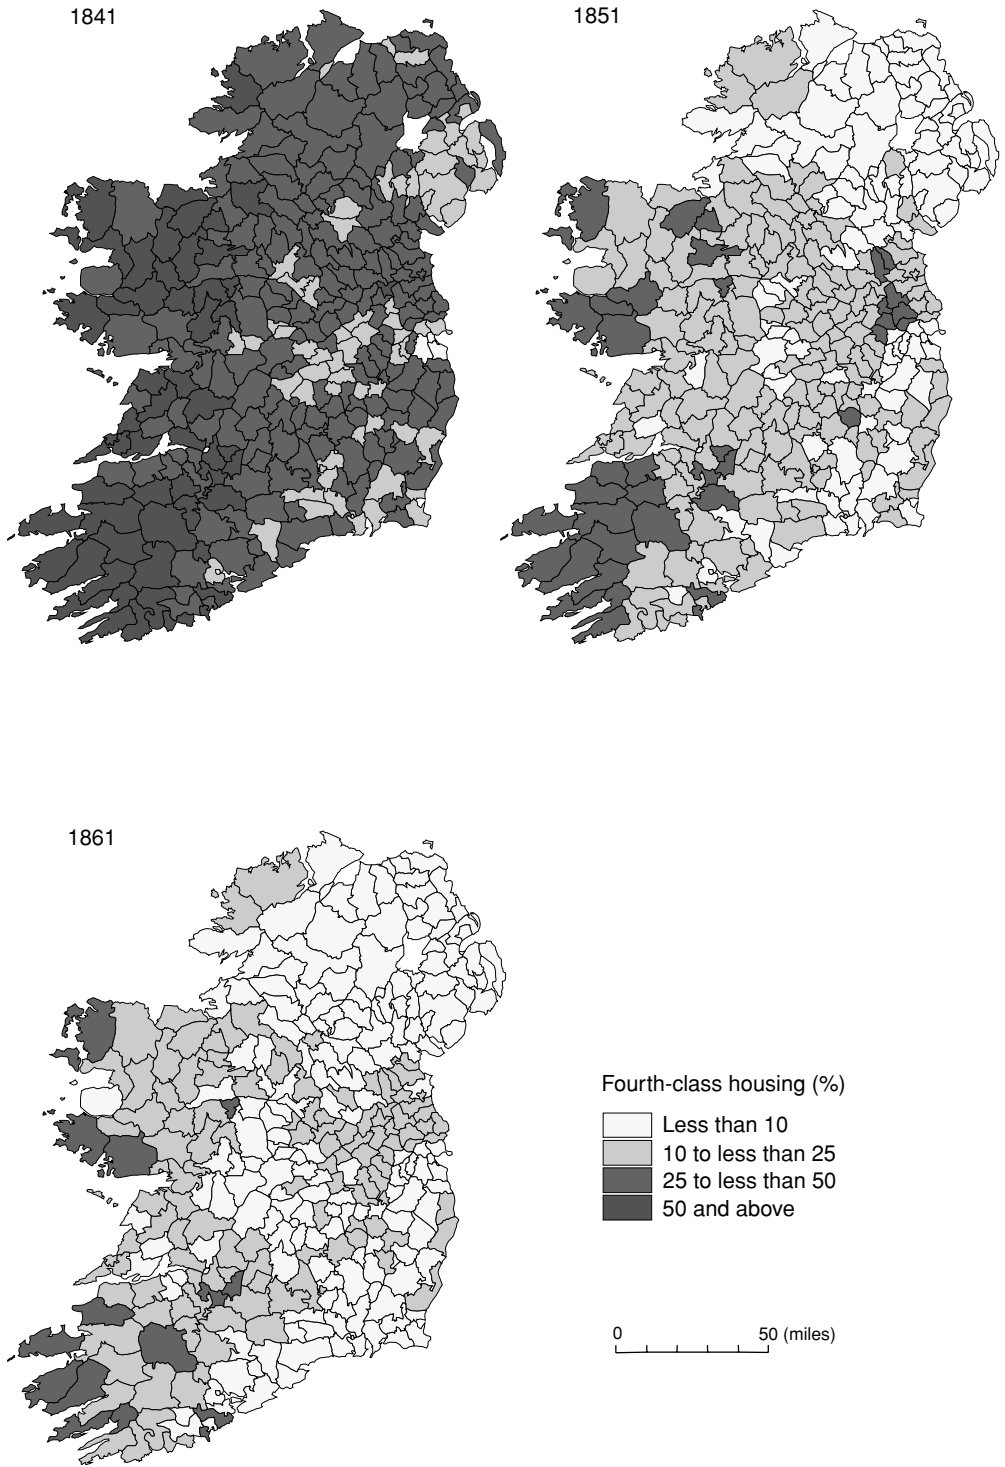 1841
1851
1861
Fourth-class housing (%)
Less than 10
10 to less than 25
25 to less than 50
50 and above
0 50 (miles)